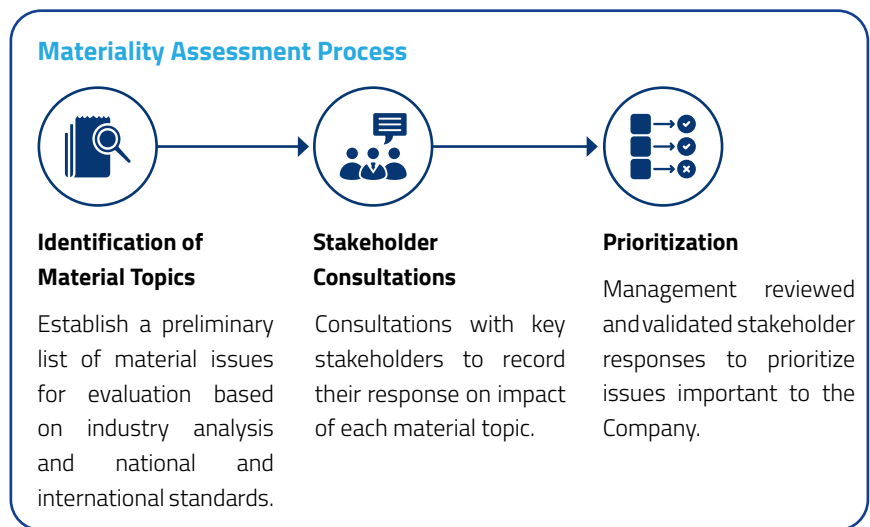 Materiality Assessment Process
Identification of
Material Topics
Establish a preliminary
list of material issues
for evaluation based
on industry analysis
and national and
international standards.
Stakeholder
Consultations
Consultations with key
stakeholders to record
their response on impact
of each material topic.
Prioritization
Management reviewed
and validated stakeholder
responses to prioritize
issues important to the
Company.